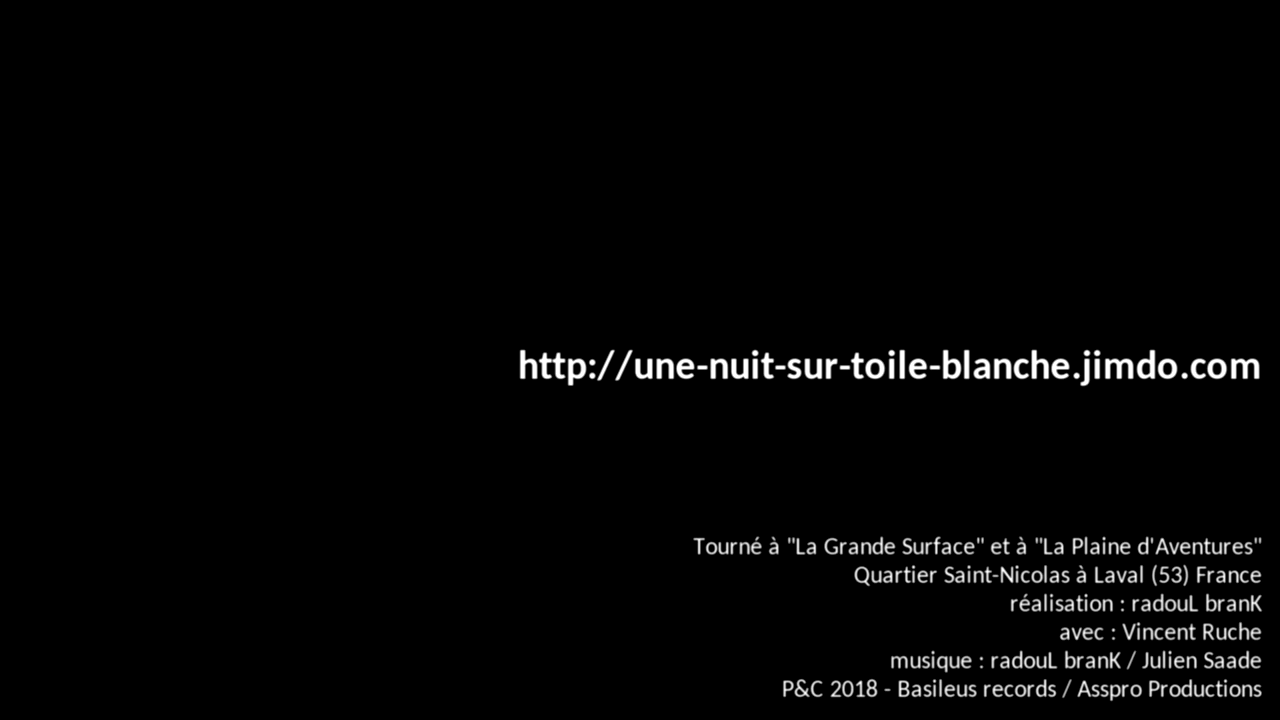 http://une-nuit-sur-toile-blanche.jimdo.com
Tourné à "La Grande Surface" et à "La Plaine d'Aventures"
Quartier Saint-Nicolas à Laval (53) France
réalisation : radouL branK
avec : Vincent Ruche
musique : radouL branK / Julien Saade
P&C 2018 - Basileus records / Asspro Productions